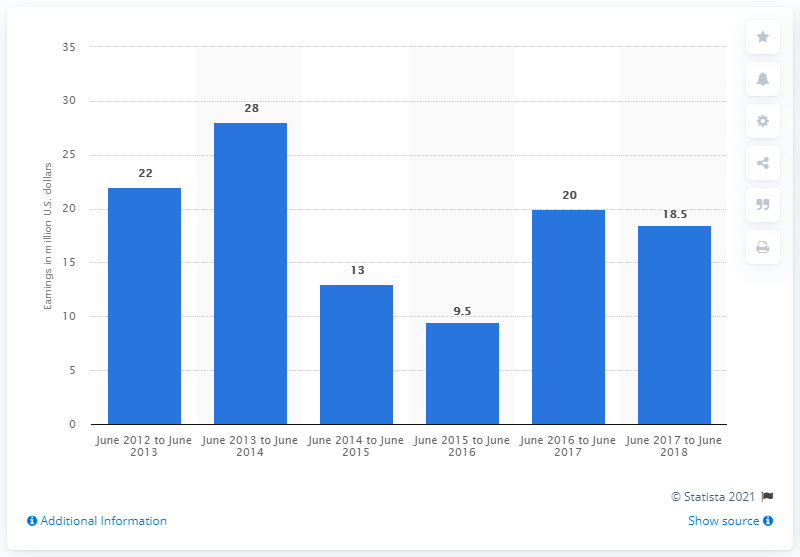 35
30
25
20
15
10
5
0
Earnings in million U.S. dollars
22
28
13
9.5
20
18.5
June 2012 to June
2013
June 2013 to June
2014
June 2014 to June
2015
June 2015 to June
2016
June 2016 to June
2017
June 2017 to June
2018
© Statista 2021
Additional Information
Show source